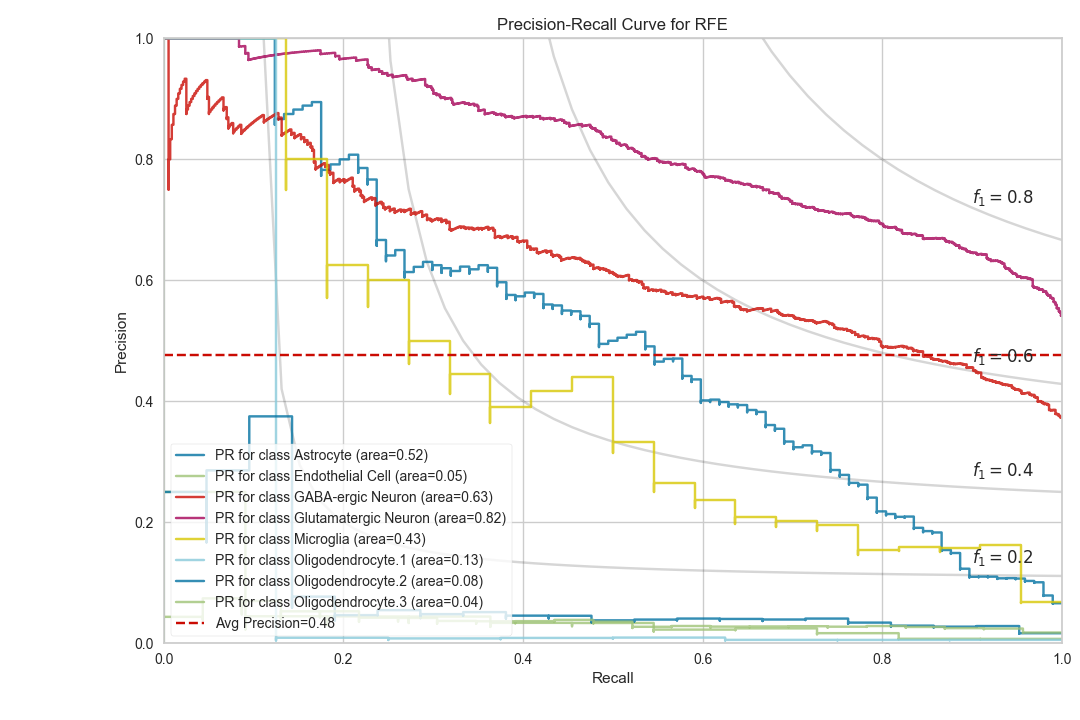 Precision-Recall Curve for RFE
1.0
0.8
0.6
0.4
0.2
0.0
Precision
f1 = 0.8
f1 = 0.6
f1 = 0.4
f1 = 0.2
PR for class Astrocyte (area=0.52)
PR for class Endothelial Cell (area=0.05)
PR for class GABA-ergic Neuron (area=0.63)
PR for class Glutamatergic Neuron (area=0.82)
PR for class Microglia (area=0.43)
PR for class Oligodendrocyte.1 (area=0.13)
PR for class Oligodendrocyte.2 (area=0.08)
PR for class Oligodendrocyte.3 (area=0.04)
Avg Precision=0.48
0.0 0.2 0.4 0.6 0.8 1.0
Recall